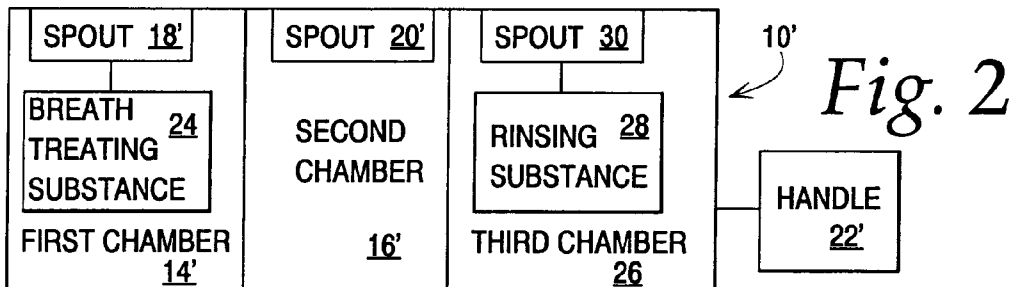 SPOUT 18' SPOUT 20' SPOUT 30 10'
Fig. 2
BREATH 24
TREATING
SUBSTANCE
SECOND
CHAMBER
RINSING 28
SUBSTANCE
HANDLE
22'
FIRST CHAMBER
14'
16'
THIRD CHAMBER
26